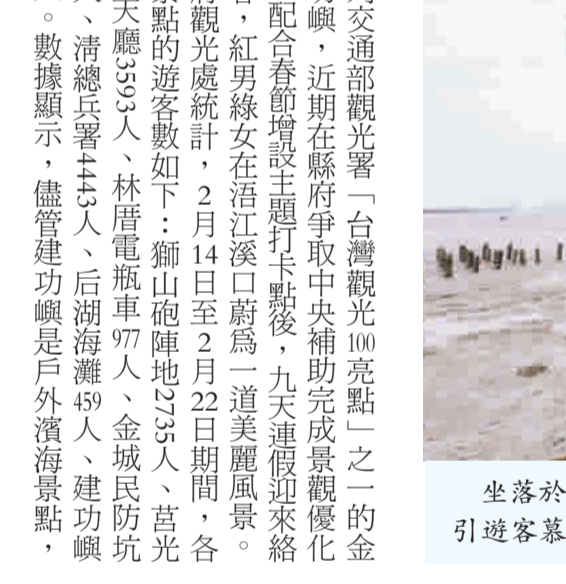 交通部觀光署「台灣觀光100亮點」之一的金
嶼，近期在縣府爭取中央補助完成景觀優化
配合春節增設主題打卡點後，九天連假迎來絡
，紅男綠女在浯江溪口蔚為一道美麗風景。
觀光處統計，2月14日至2月22日期間，各
點的遊客數如下：獅山砲陣地2735人、莒光
天廳3593人、林厝電瓶車977人、金城民防坑
、清總兵署4443人、后湖海灘459人、建功嶼
。數據顯示，儘管建功嶼是戶外濱海景點，
坐落於
引遊客慕